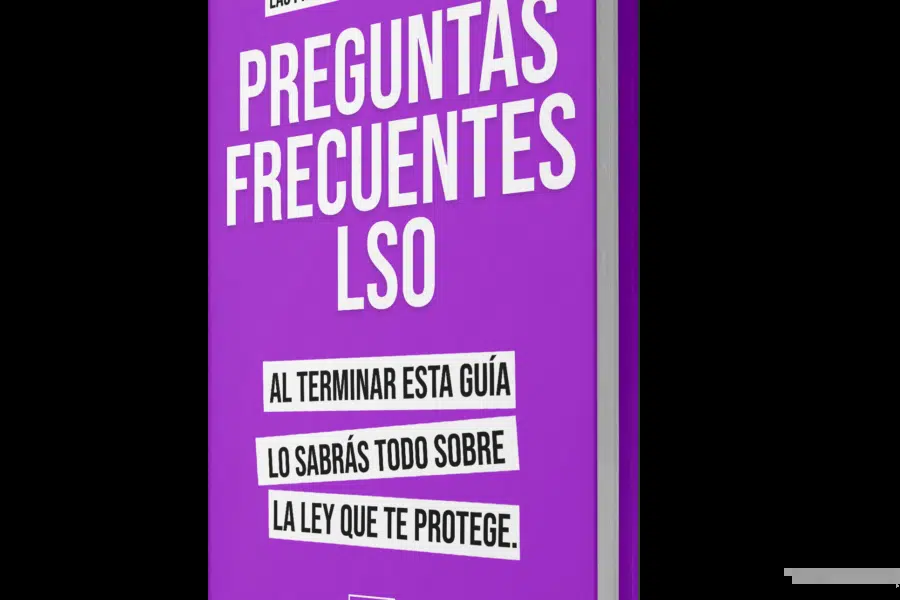 PREGUNTAS
FRECUENTES
LSO
AL TERMINAR ESTA GUÍA
LO SABRÁS TODO SOBRE
LA LEY QUE TE PROTEGE.